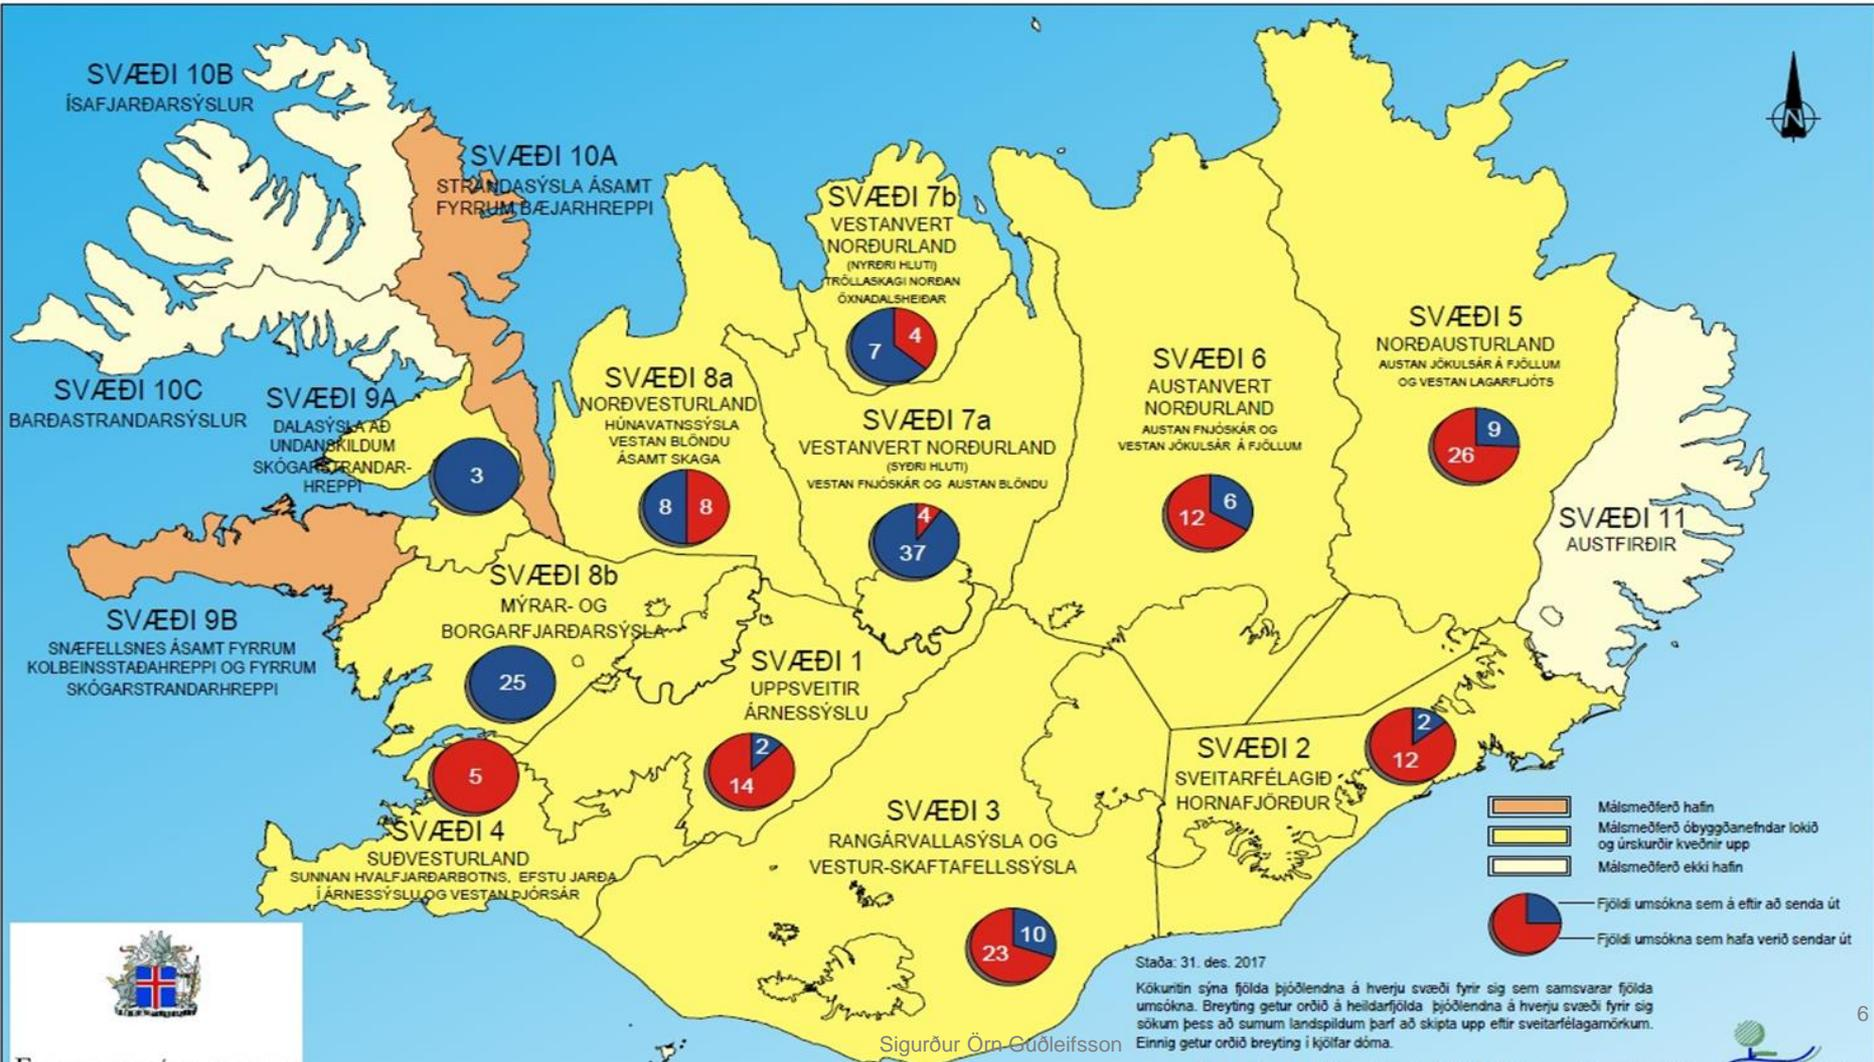 SVÆÐI 10B
ÍSAFJARÐARSÝSLUR
SVÆÐI 10A
STRANDASÝSLA ÁSAMT
FYRRUM BÆJARHREPPI
SVÆÐI 10C
BARÐASTRANDARSÝSLUR
SVÆÐI 9A
DALASÝSLA AÐ
UNDANSKILDUM
SKÓGARSTRANDAR-
HREPPI
3
SVÆÐI 9B
SNÆFELLSNES ÁSAMT FYRRUM
KOLBEINSSTAÐAHREPPI OG FYRRUM
SKÓGARSTRANDARHREPPI
SVÆÐI 8a
NORÐVESTURLAND
HÚNAVATNSSÝSLA
VESTAN BLÖNDU
ÁSAMT SKAGA
8
8
SVÆÐI 7b
VESTANVERT
NORÐURLAND
(NYRÐRI HLUTI)
TRÖLLASKAGI NORÐAN
ÖXNADALSHEIÐAR
7
4
SVÆÐI 7a
VESTANVERT NORÐURLAND
(SYÐRI HLUTI)
VESTAN FNJÓSKÁR OG AUSTAN BLÖNDU
4
37
SVÆÐI 6
AUSTANVERT
NORÐURLAND
AUSTAN FNJÓSKÁR OG
VESTAN JÖKULSÁR Á FJÖLLUM
6
12
SVÆÐI 5
NORÐAUSTURLAND
AUSTAN JÖKULSÁR Á FJÖLLUM
OG VESTAN LAGARFLJÓTS
9
26
N
SVÆÐI 11
AUSTFIRÐIR
SVÆÐI 8b
MÝRAR- OG
BORGARFJARÐARSÝSLA
25
SVÆÐI 1
UPPSVEITIR
ÁRNESSÝSLU
2
14
5
SVÆÐI 4
SUÐVESTURLAND
SUNNAN HVALFJARÐARBOTNS, EFSTU JARÐA
Í ÁRNESSÝSLU OG VESTAN ÞJÓRSÁR
SVÆÐI 3
RANGÁRVALLASÝSLA OG
VESTUR-SKAFTAFELLSSÝSLA
10
23
SVÆÐI 2
SVEITARFÉLAGIÐ
HORNAFJÖRÐUR
2
12
Málsmeðferð hafin
Málsmeðferð óbyggðanefndar lokið
og úrskurðir kveðnir upp
Málsmeðferð ekki hafin
Fjöldi umsókna sem á eftir að senda út
Fjöldi umsókna sem hafa verið sendar út
Staða: 31. des. 2017
Kökuritin sýna fjölda þjóðlendna á hverju svæði fyrir sig sem samsvarar fjölda
umsókna. Breyting getur orðið á heildarfjölda þjóðlendna á hverju svæði fyrir sig
sökum þess að sumum landspildum þarf að skipta upp eftir sveitarfélagamörkum.
Einnig getur orðið breyting í kjölfar dóma.
Sigurður Örn Guðleifsson
6